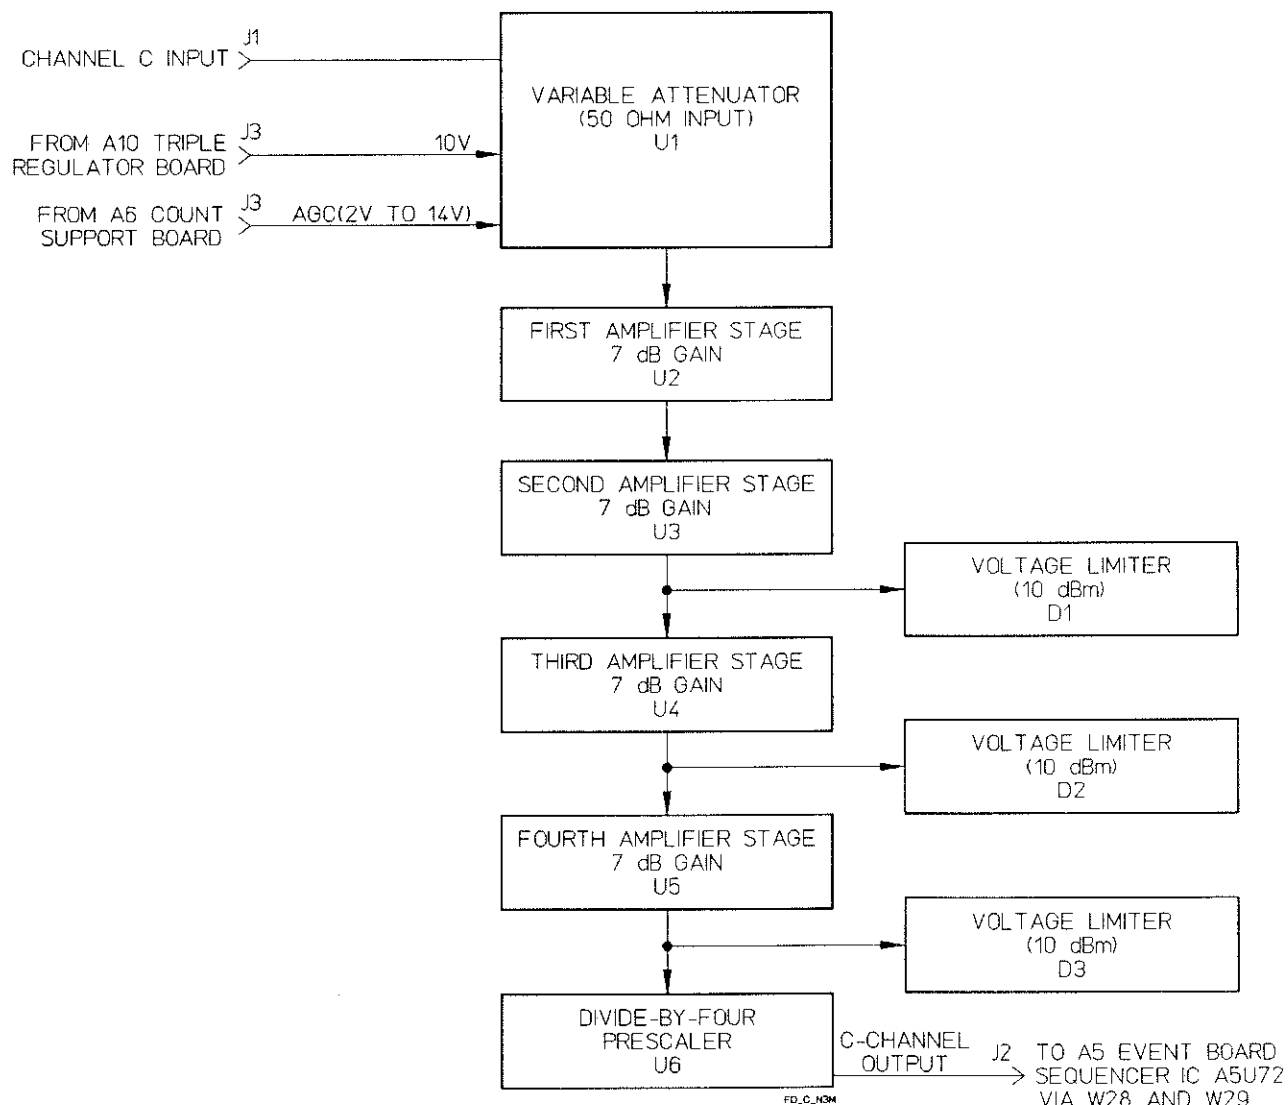 J1
CHANNEL C INPUT
VARIABLE ATTENUATOR
(50 OHM INPUT)
U1
J3
FROM A10 TRIPLE
REGULATOR BOARD
10V
J3
FROM A6 COUNT
SUPPORT BOARD
AGC(2V TO 14V)
FIRST AMPLIFIER STAGE
7 dB GAIN
U2
SECOND AMPLIFIER STAGE
7 dB GAIN
U3
VOLTAGE LIMITER
(10 dBm)
D1
THIRD AMPLIFIER STAGE
7 dB GAIN
U4
VOLTAGE LIMITER
(10 dBm)
D2
FOURTH AMPLIFIER STAGE
7 dB GAIN
U5
VOLTAGE LIMITER
(10 dBm)
D3
DIVIDE-BY-FOUR
PRESCALER
U6
C-CHANNEL
OUTPUT
J2
TO A5 EVENT BOARD
SEQUENCER IC A5U72
VIA W28 AND W29
FD_C_N3M